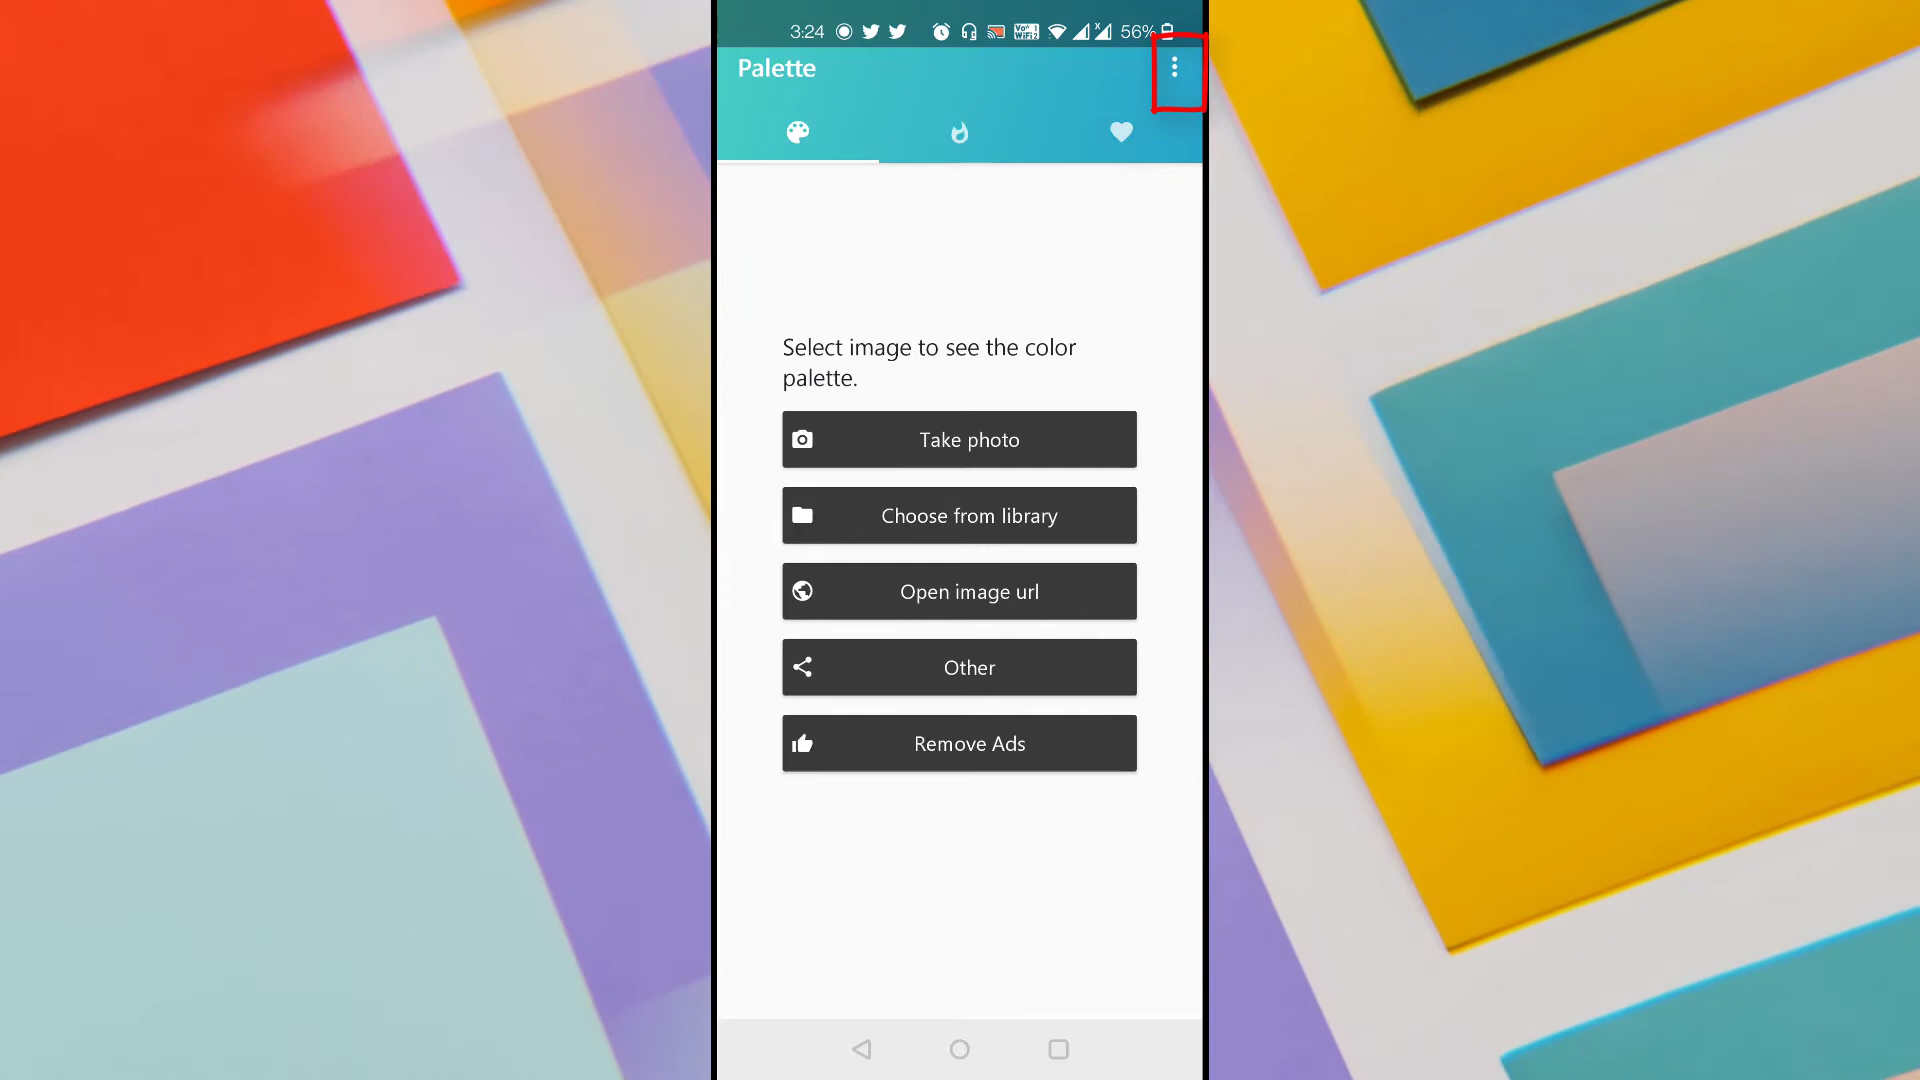 3:24 56%
Palette
Select image to see the color
palette.
Take photo
Choose from library
Open image url
Other
Remove Ads